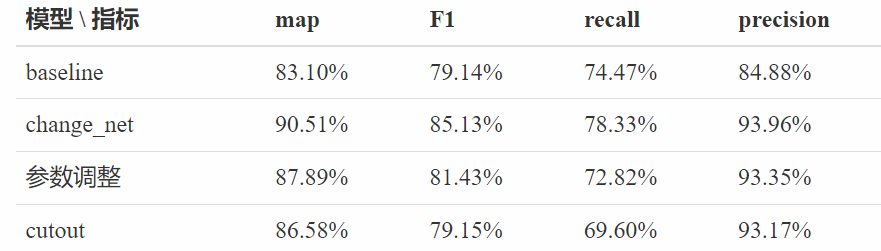 模型 \ 指标 map F1 recall precision
baseline 83.10% 79.14% 74.47% 84.88%
change_net 90.51% 85.13% 78.33% 93.96%
参数调整 87.89% 81.43% 72.82% 93.35%
cutout 86.58% 79.15% 69.60% 93.17%